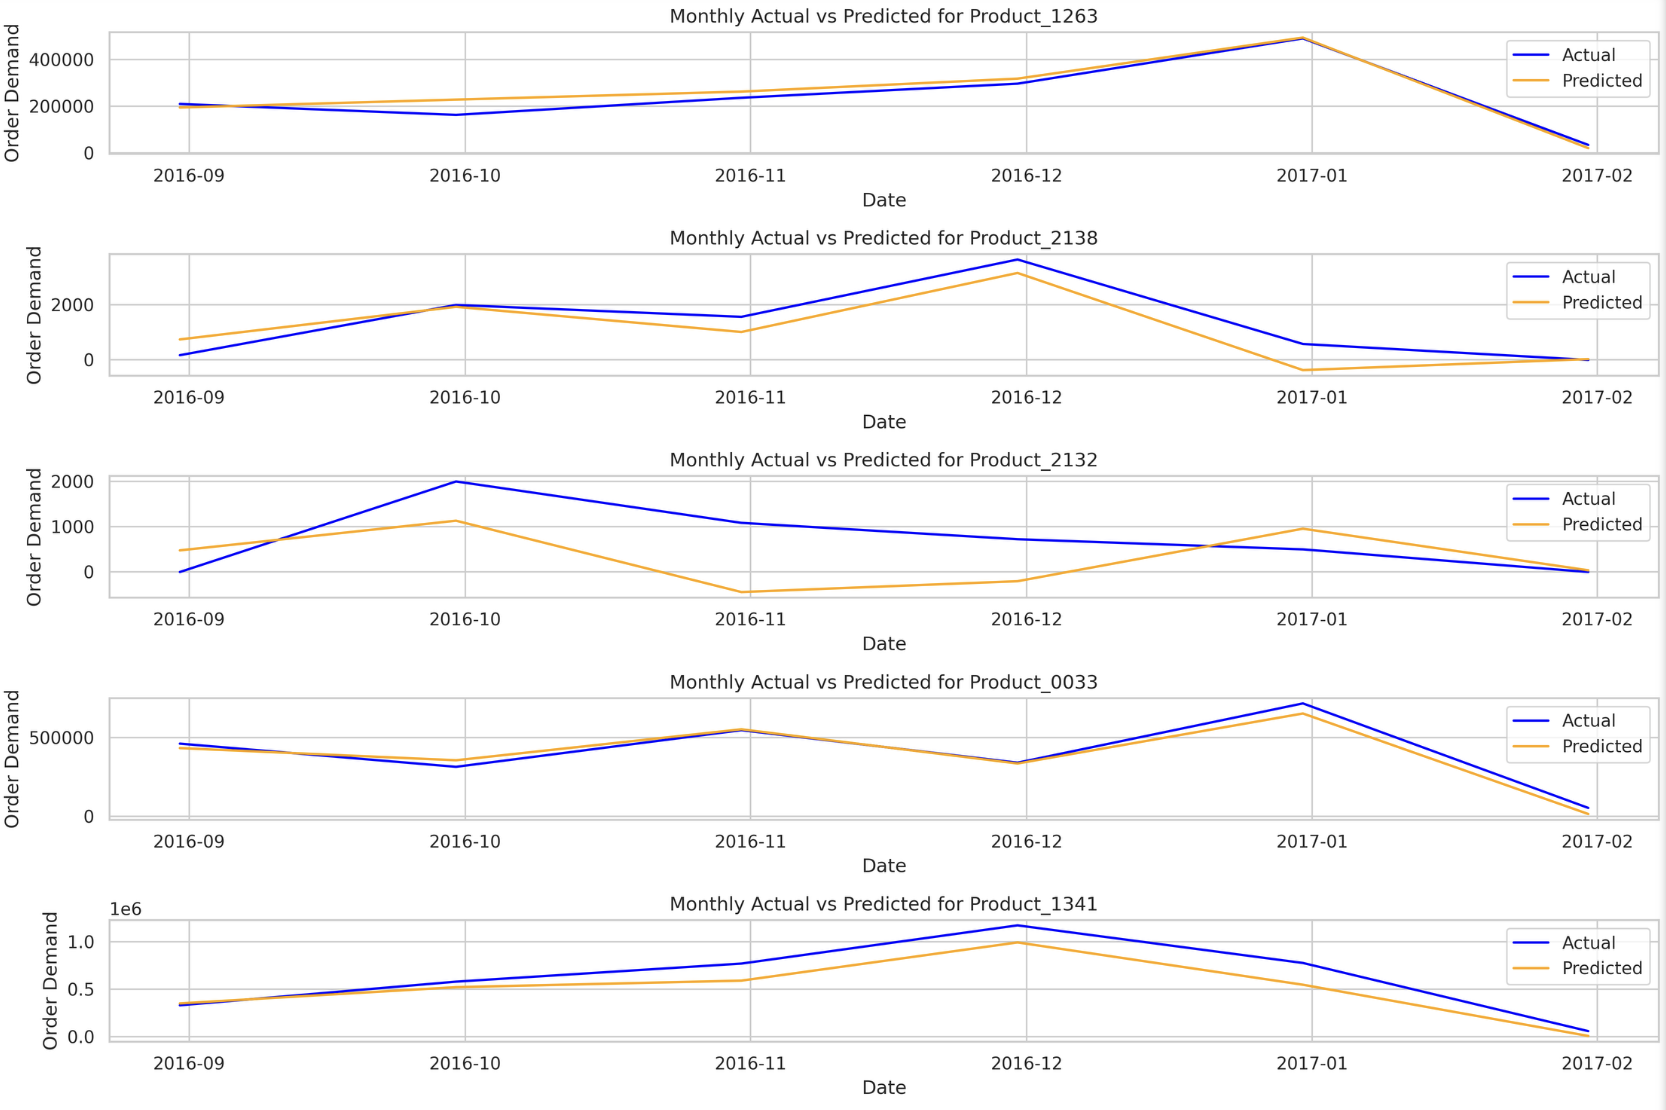 Monthly Actual vs Predicted for Product_1263
Order Demand
400000
200000
0
Actual
Predicted
2016-09 2016-10 2016-11 2016-12 2017-01 2017-02
Date
Monthly Actual vs Predicted for Product_2138
Order Demand
2000
0
Actual
Predicted
2016-09 2016-10 2016-11 2016-12 2017-01 2017-02
Date
Monthly Actual vs Predicted for Product_2132
Order Demand
2000
1000
0
Actual
Predicted
2016-09 2016-10 2016-11 2016-12 2017-01 2017-02
Date
Monthly Actual vs Predicted for Product_0033
Order Demand
500000
0
Actual
Predicted
2016-09 2016-10 2016-11 2016-12 2017-01 2017-02
Date
Monthly Actual vs Predicted for Product_1341
1e6
Order Demand
1.0
0.5
0.0
Actual
Predicted
2016-09 2016-10 2016-11 2016-12 2017-01 2017-02
Date